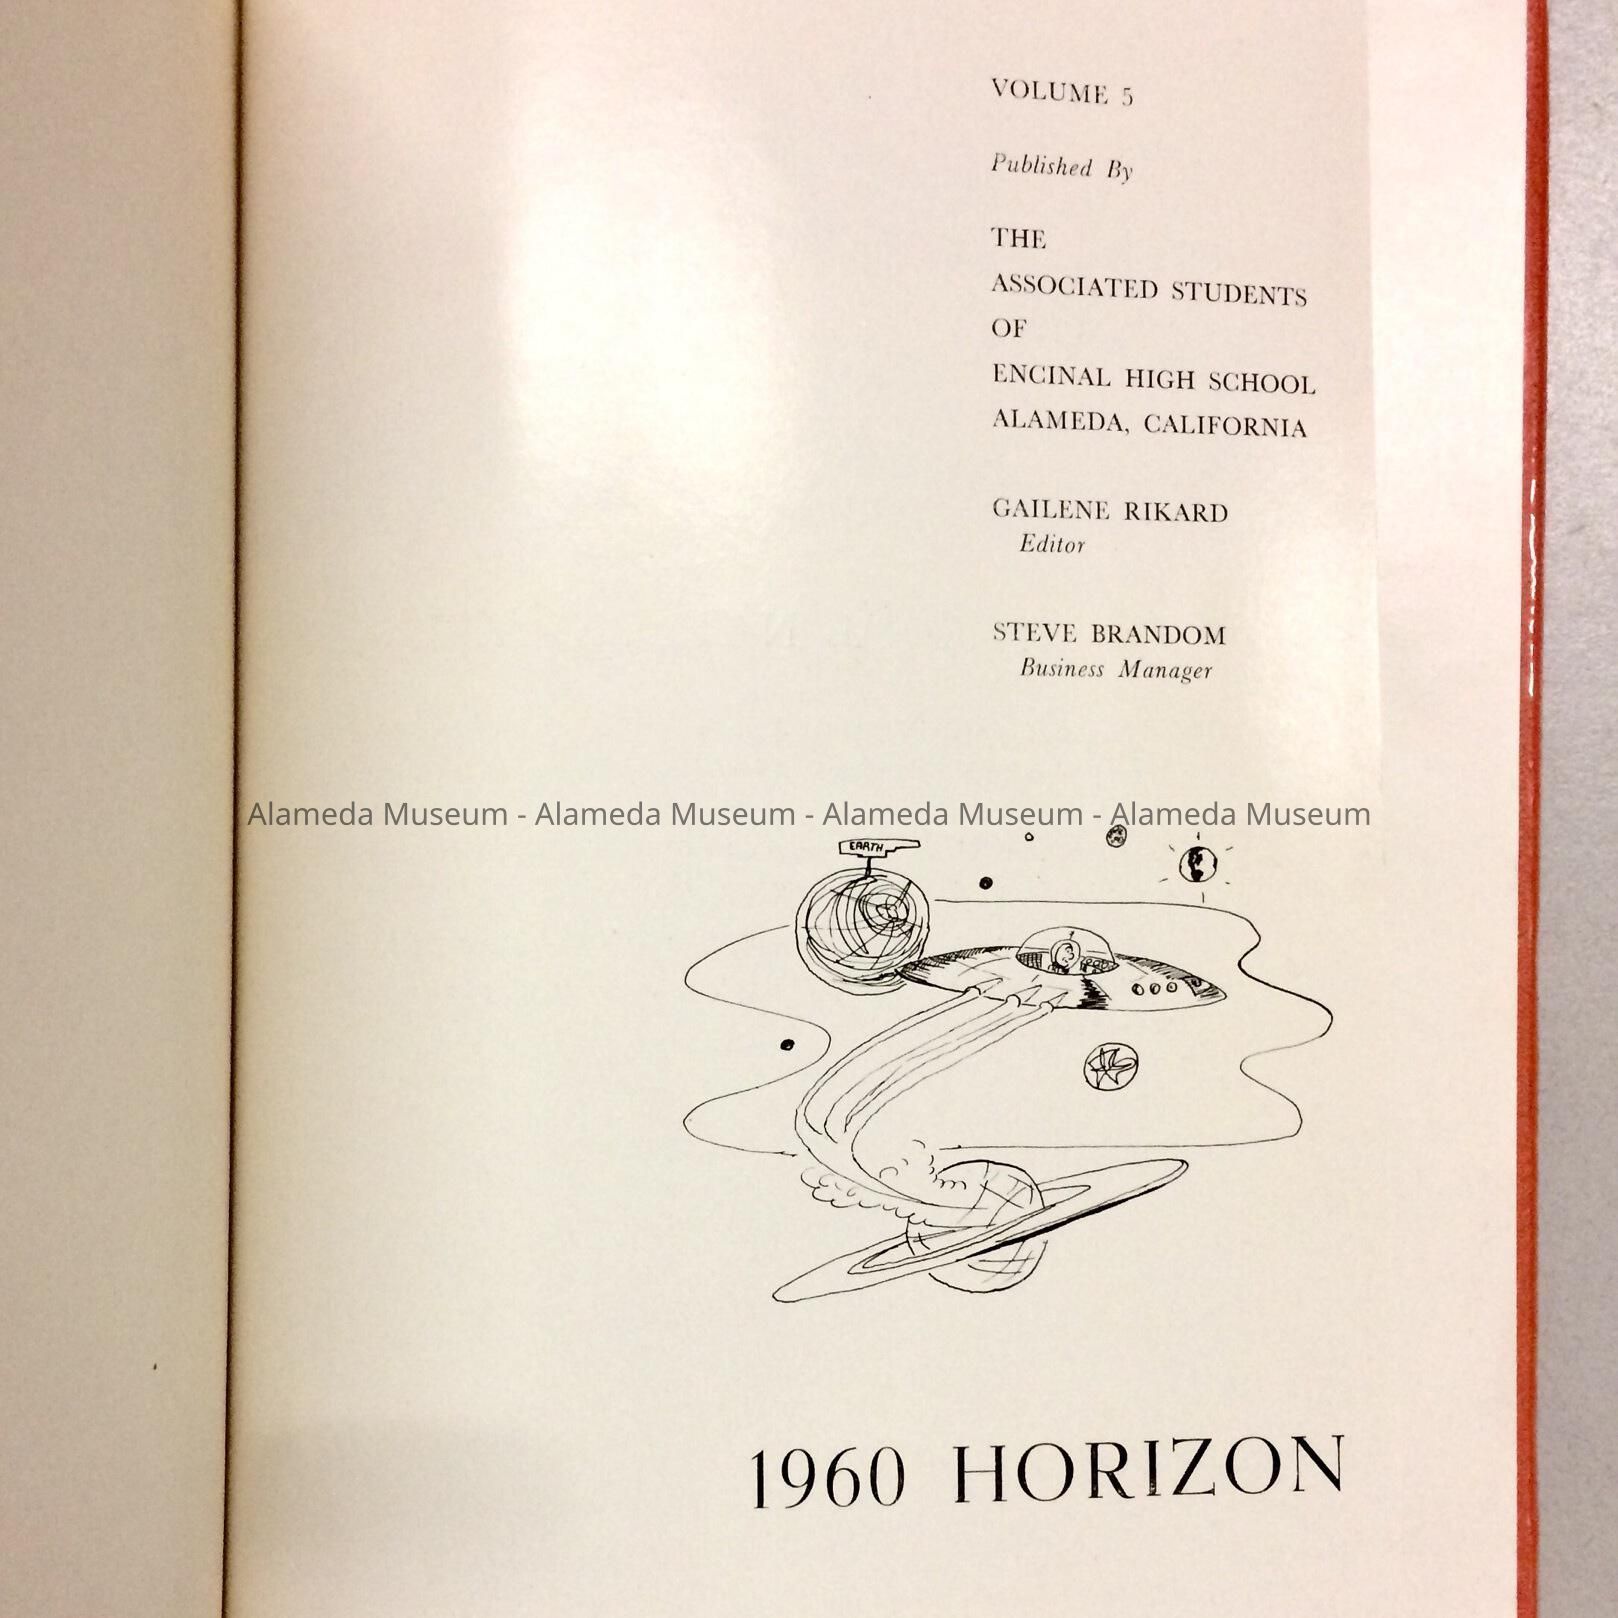 VOLUME 5
Published By
THE
ASSOCIATED STUDENTS
OF
ENCINAL HIGH SCHOOL
ALAMEDA, CALIFORNIA
GAILENE RIKARD
Editor
STEVE BRANDOM
Business Manager
Alameda Museum - Alameda Museum - Alameda Museum - Alameda Museum
EARTH
1960 HORIZON